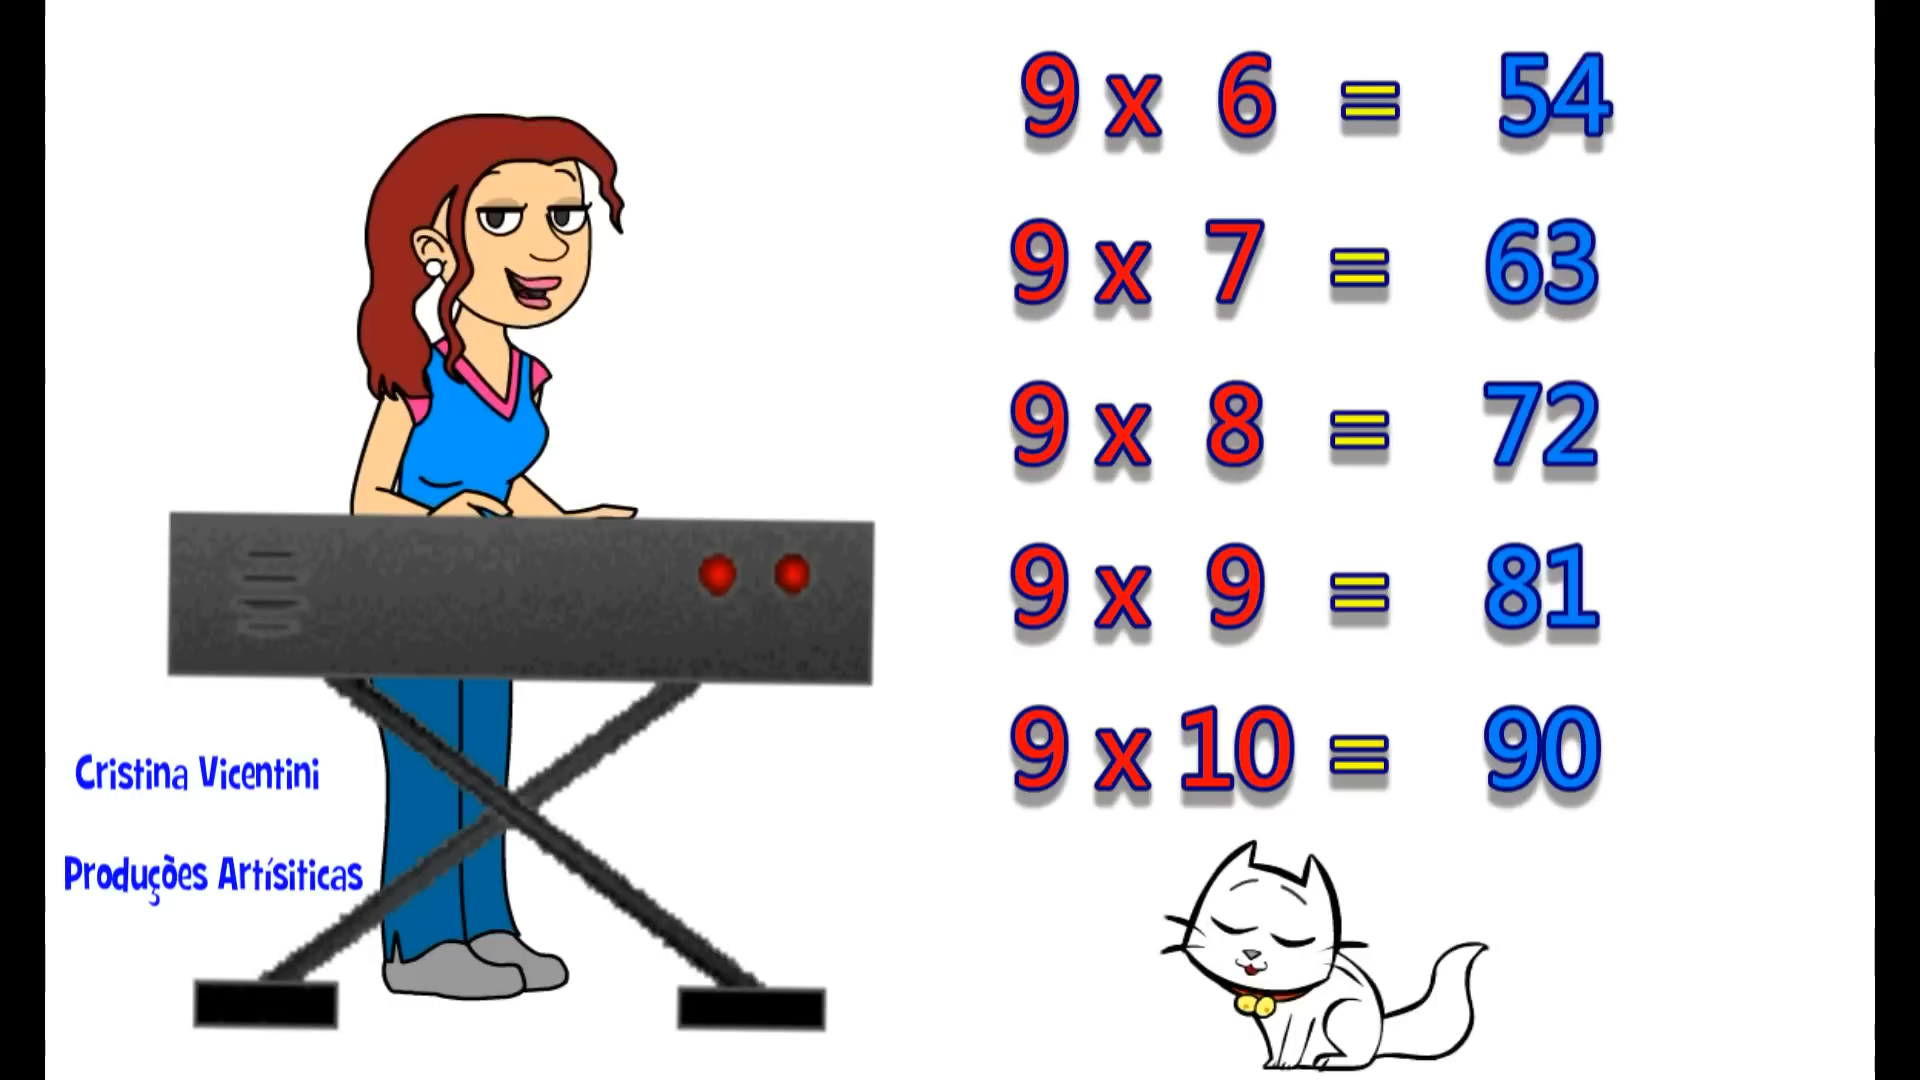 9 x 6 = 54
9 x 7 = 63
9 x 8 = 72
9 x 9 = 81
9 x 10 = 90
Cristina Vicentini
Produções Artísiticas